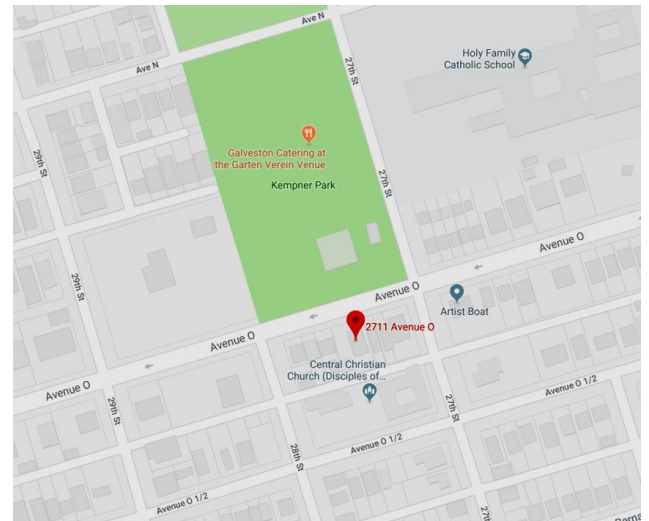 Ave N
Ave N
27th St
Holy Family
Catholic School
29th St
Galveston Catering at
the Garten Verein Venue
Kempner Park
27th St
Avenue O
29th St
Avenue O
Artist Boat
2711 Avenue O
Avenue O
Central Christian
Church (Disciples of...
Avenue O
Avenue O 1/2
29th St
27th St
28th St
Avenue O 1/2
Avenue O 1/2